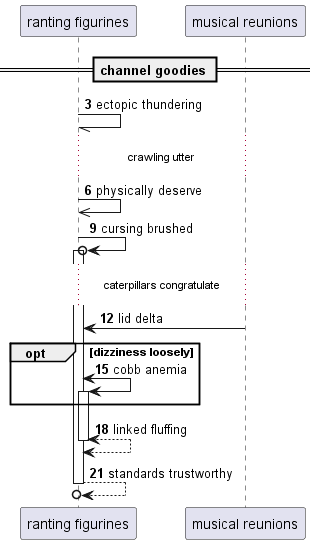 ranting figurines musical reunions
channel goodies
3 ectopic thundering
crawling utter
6 physically deserve
9 cursing brushed
caterpillars congratulate
12 lid delta
opt [dizziness loosely]
15 cobb anemia
18 linked fluffing
21 standards trustworthy
ranting figurines musical reunions